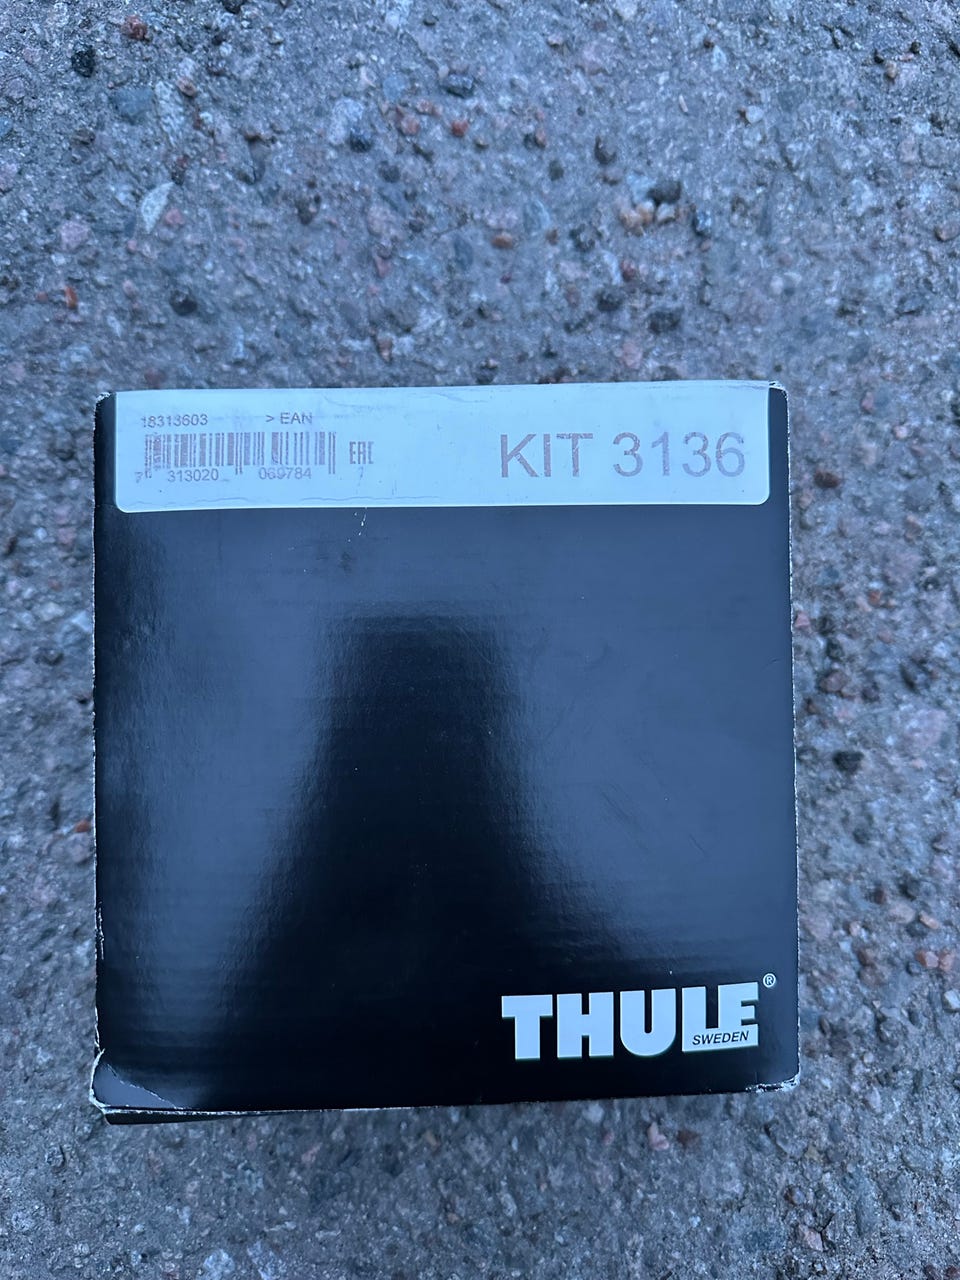 18313603 > EAN
7 313020 069784 EAC
KIT 3136
THULE®
SWEDEN